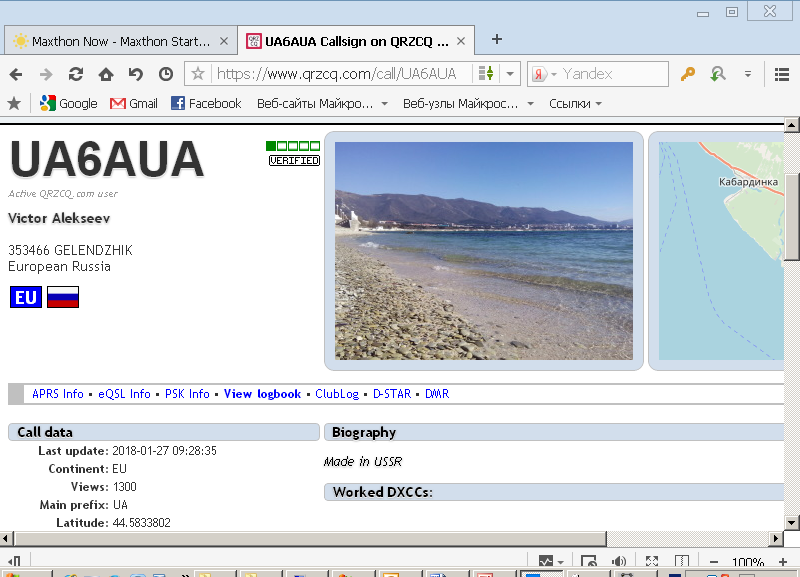 Maxthon Now - Maxthon Start...
UA6AUA Callsign on QRZCQ ...
https://www.qrzcq.com/call/UA6AUA
Yandex
Google
Gmail
Facebook
Веб-сайты Майкро...
Веб-узлы Майкрос...
Ссылки
UA6AUA
VERIFIED
Active QRZCQ.com user
Victor Alekseev
353466 GELENDZHIK
European Russia
EU
Кабардинка
APRS Info • eQSL Info • PSK Info • View logbook • ClubLog • D-STAR • DMR
Call data
Last update: 2018-01-27 09:28:35
Continent: EU
Views: 1300
Main prefix: UA
Latitude: 44.5833802
Biography
Made in USSR
Worked DXCCs:
100%